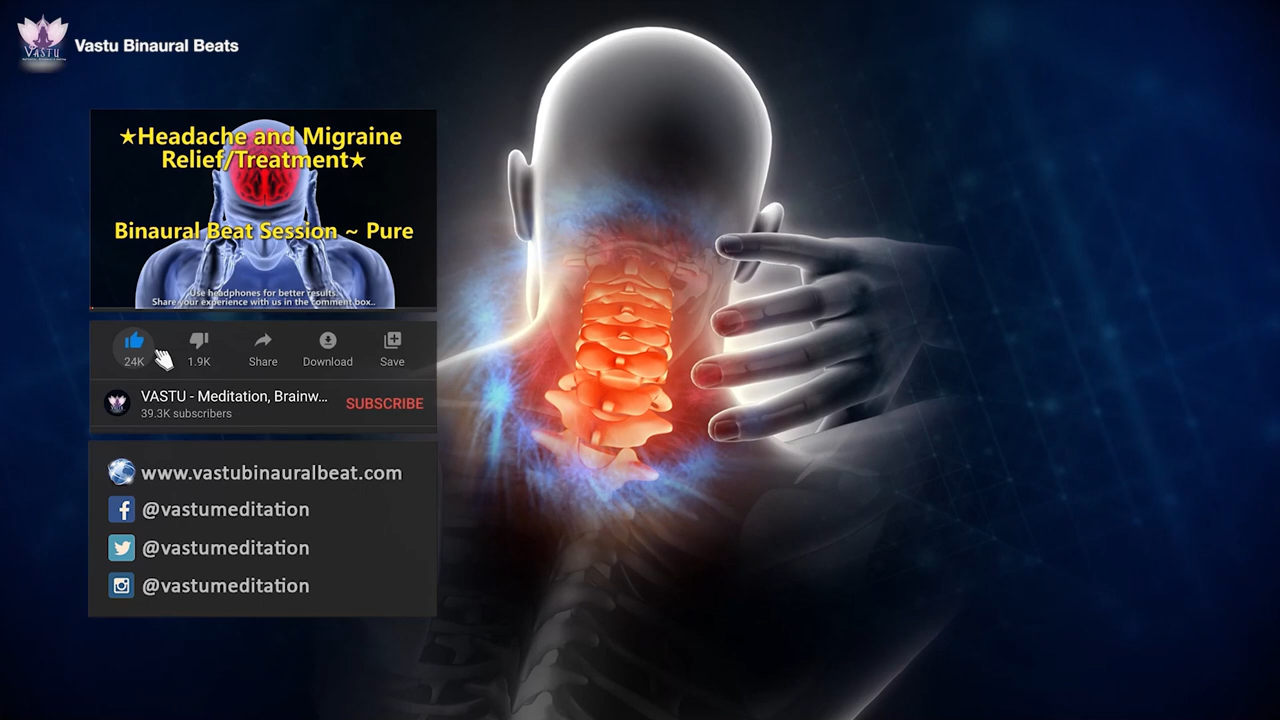 VASTU
Vastu Binaural Beats
★Headache and Migraine
Relief/Treatment★
Binaural Beat Session ~ Pure
Use headphones for better results.
Share your experience with us in the comment box..
24K
1.9K
Share
Download
Save
VASTU - Meditation, Brainw...
39.3K subscribers
SUBSCRIBE
www.vastubinauralbeat.com
@vastumeditation
@vastumeditation
@vastumeditation